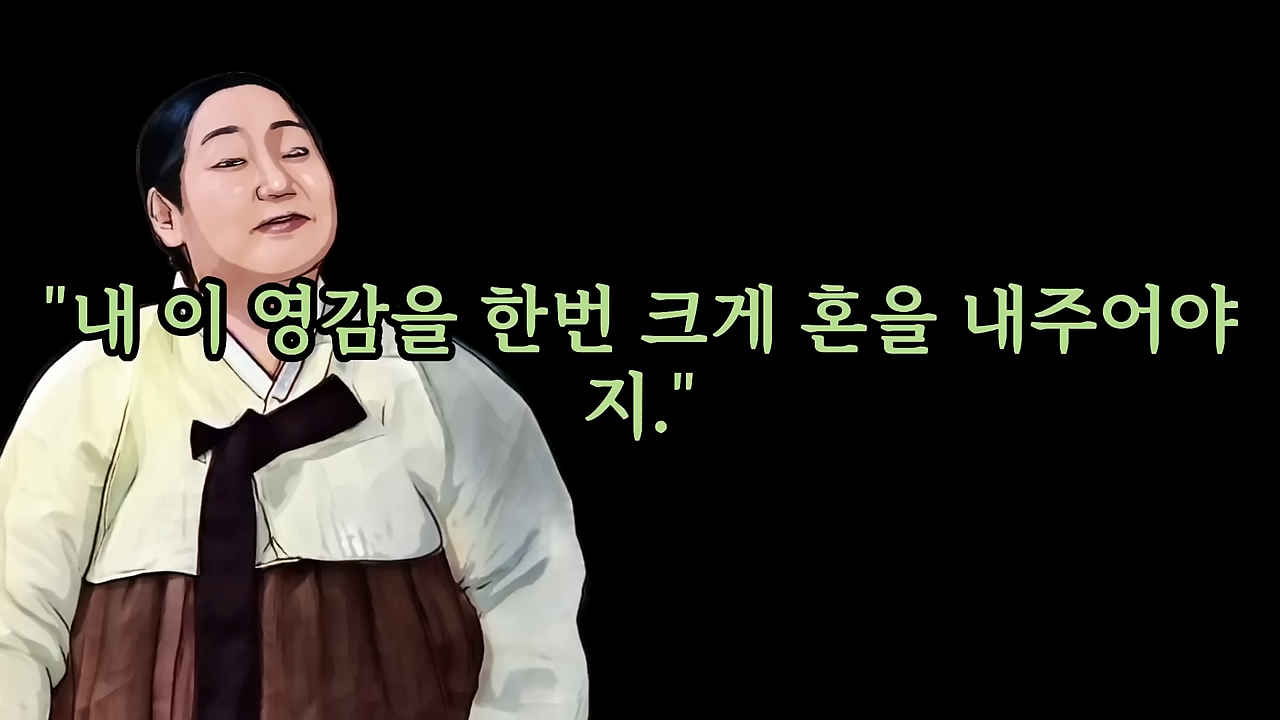 "내 이 영감을 한번 크게 혼을 내주어야
지."